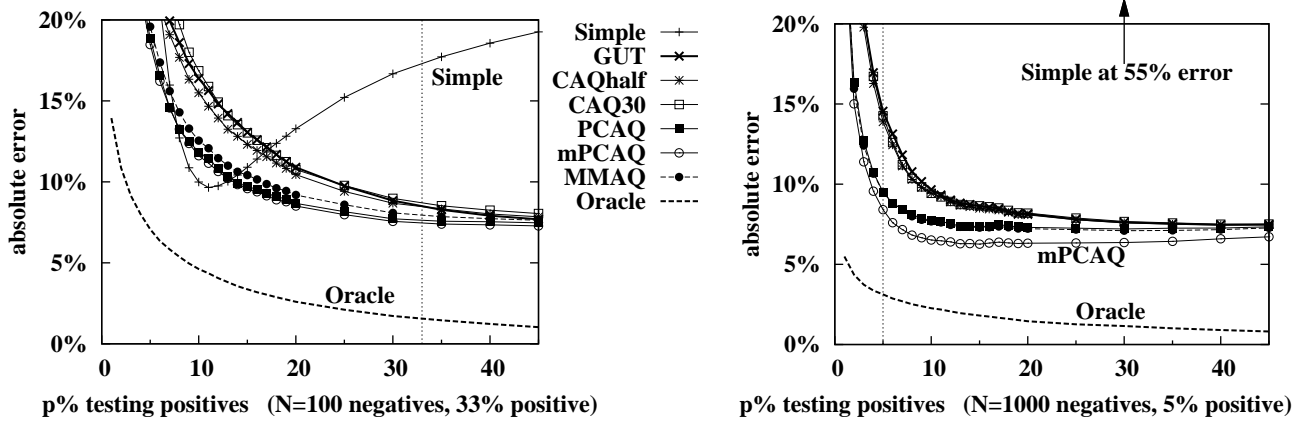 20%
15%
10%
5%
0%
absolute error
0 10 20 30 40
p% testing positives (N=100 negatives, 33% positive)
Simple
Oracle
Simple
GUT
CAQhalf
CAQ30
PCAQ
mPCAQ
MMAQ
Oracle
20%
15%
10%
5%
0%
absolute error
Simple at 55% error
mPCAQ
Oracle
0 10 20 30 40
p% testing positives (N=1000 negatives, 5% positive)